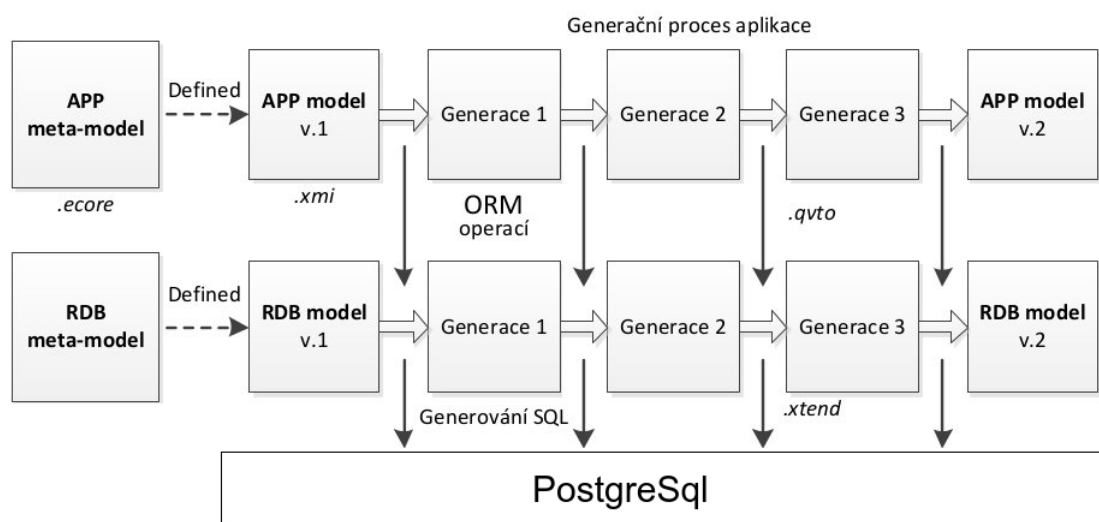 Generační proces aplikace
APP
meta-model
Defined
APP model
v.1
Generace 1
Generace 2
Generace 3
APP model
v.2
.ecore
.xmi
ORM
operací
.qvto
RDB
meta-model
Defined
RDB model
v.1
Generace 1
Generace 2
Generace 3
RDB model
v.2
Generování SQL
.xtend
PostgreSql